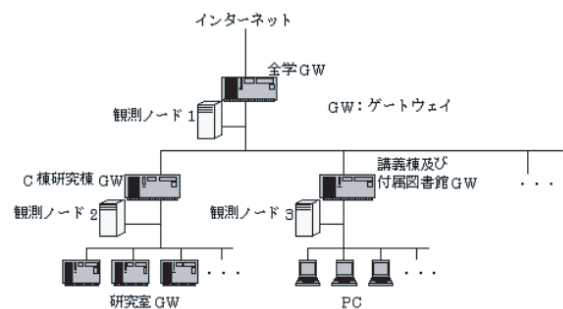 インターネット
全学GW
観測ノード1
GW：ゲートウェイ
C棟研究棟GW
講義棟及び
付属図書館GW
・・・
観測ノード2
観測ノード3
・・・
・・・
研究室GW
PC